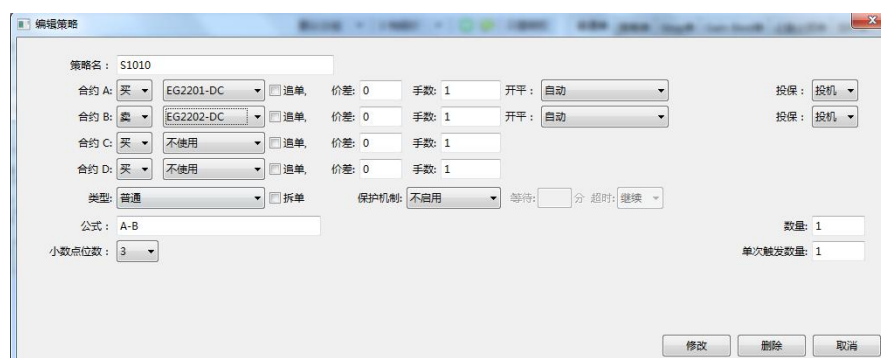 编辑策略
策略名： S1010
合约 A: 买 EG2201-DC 追单, 价差: 0 手数: 1 开平： 自动 投保： 投机
合约 B: 卖 EG2202-DC 追单, 价差: 0 手数: 1 开平： 自动 投保： 投机
合约 C: 买 不使用 追单, 价差: 0 手数: 1
合约 D: 买 不使用 追单, 价差: 0 手数: 1
类型: 普通 拆单 保护机制: 不启用 等待: 分 超时: 继续
公式： A-B 数量: 1
小数点位数： 3 单次触发数量: 1
修改 删除 取消